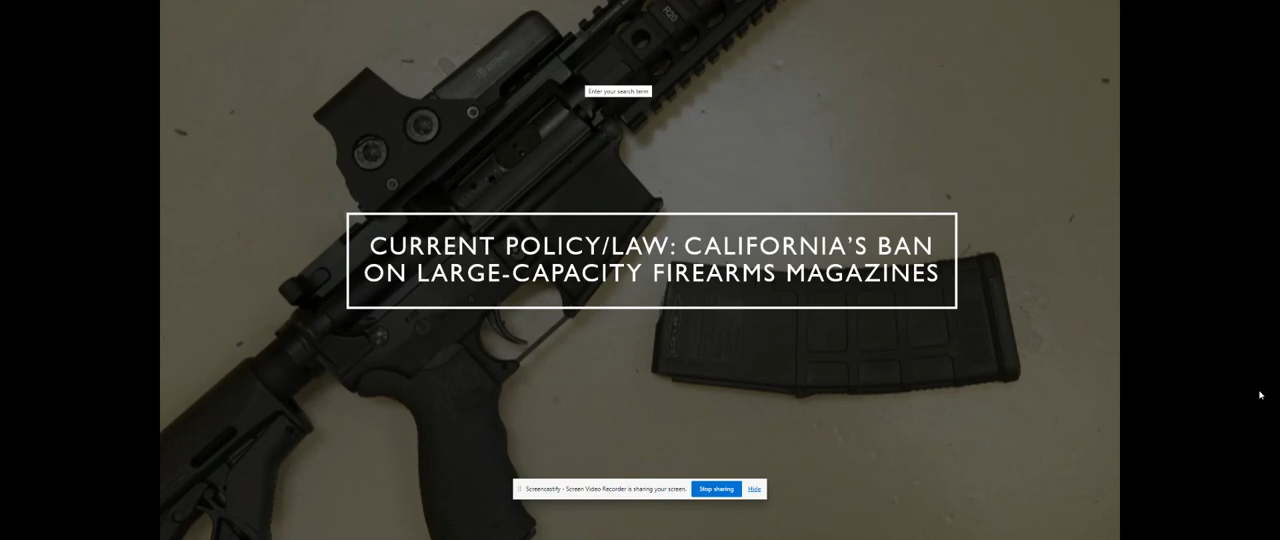 R20
Enter your search term
CURRENT POLICY/LAW: CALIFORNIA’S BAN
ON LARGE-CAPACITY FIREARMS MAGAZINES
Screencastify - Screen Video Recorder is sharing your screen. Stop sharing Hide